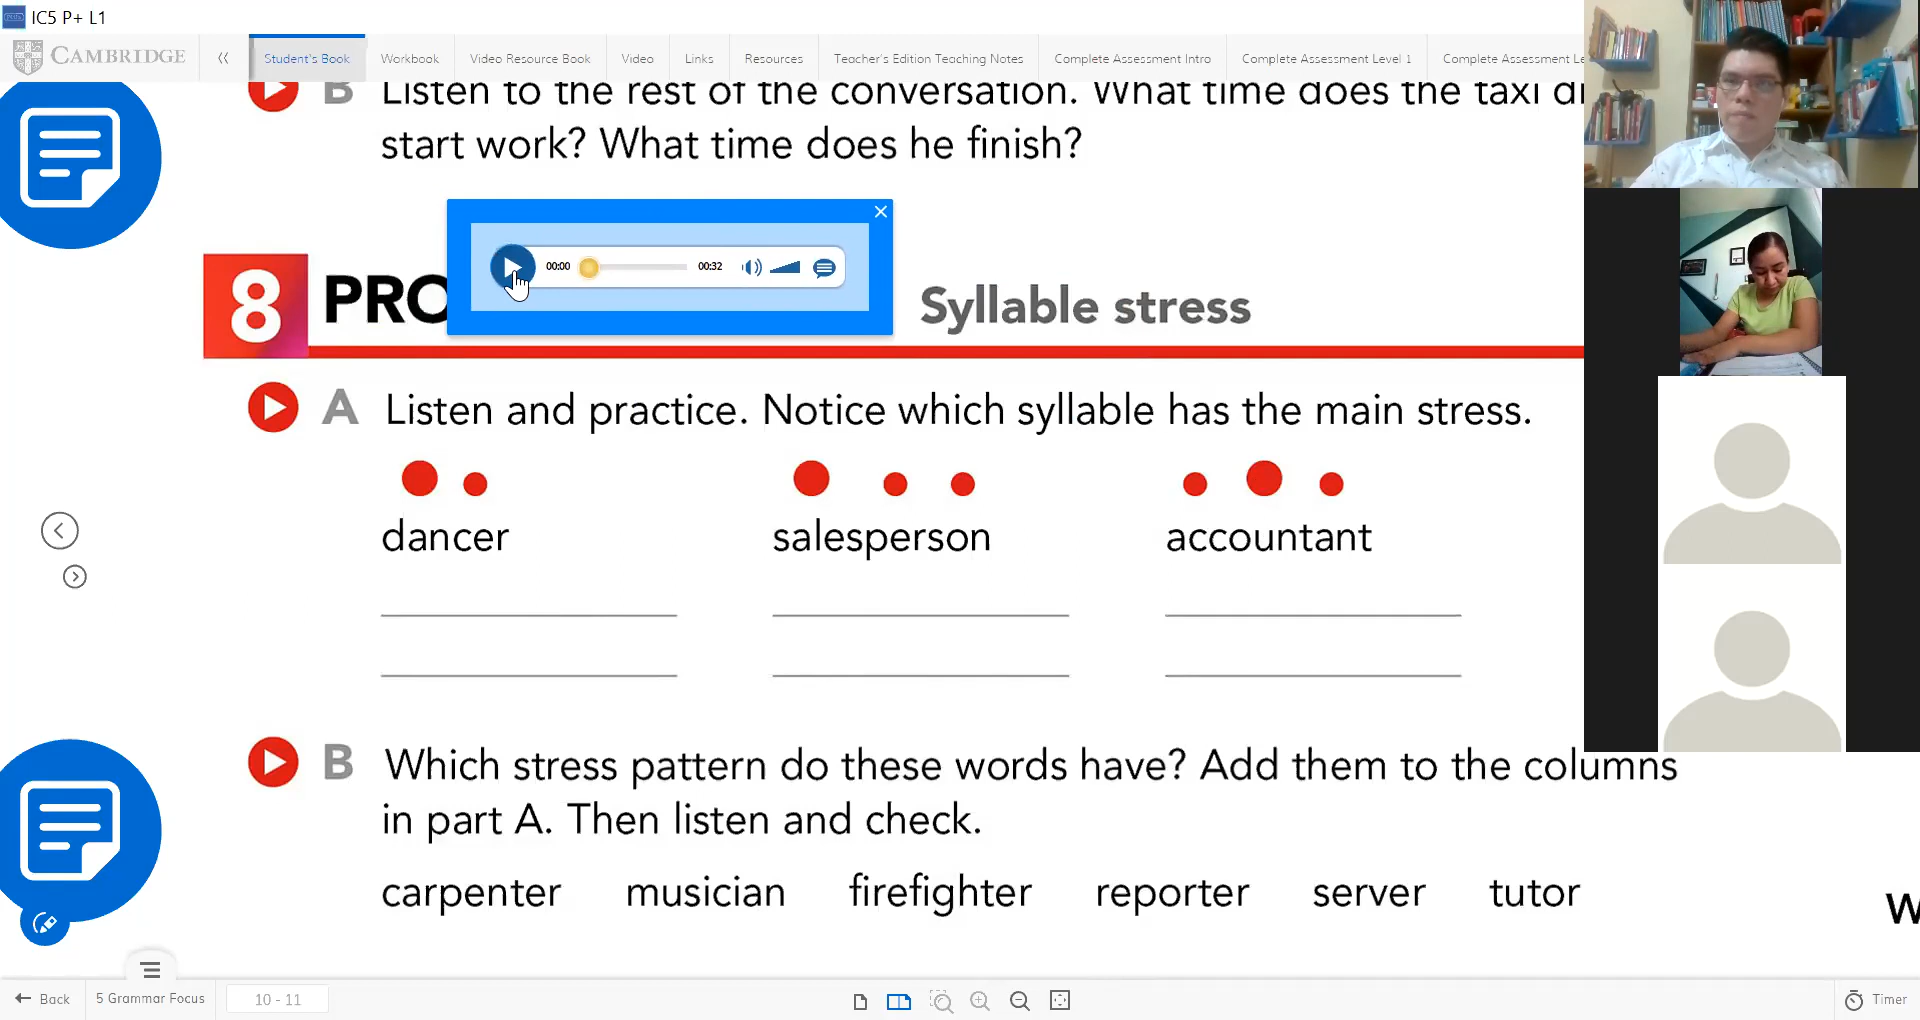 IC5 P+ L1
CAMBRIDGE
Student's Book
Workbook
Video Resource Book
Video
Links
Resources
Teacher's Edition Teaching Notes
Complete Assessment Intro
Complete Assessment Level 1
Complete Assessment Le
B Listen to the rest of the conversation. What time does the taxi di
start work? What time does he finish?
00:00
00:32
8 PRO
Syllable stress
A Listen and practice. Notice which syllable has the main stress.
dancer salesperson accountant
B Which stress pattern do these words have? Add them to the columns
in part A. Then listen and check.
carpenter musician firefighter reporter server tutor
W
Back
5 Grammar Focus
10 - 11
Timer